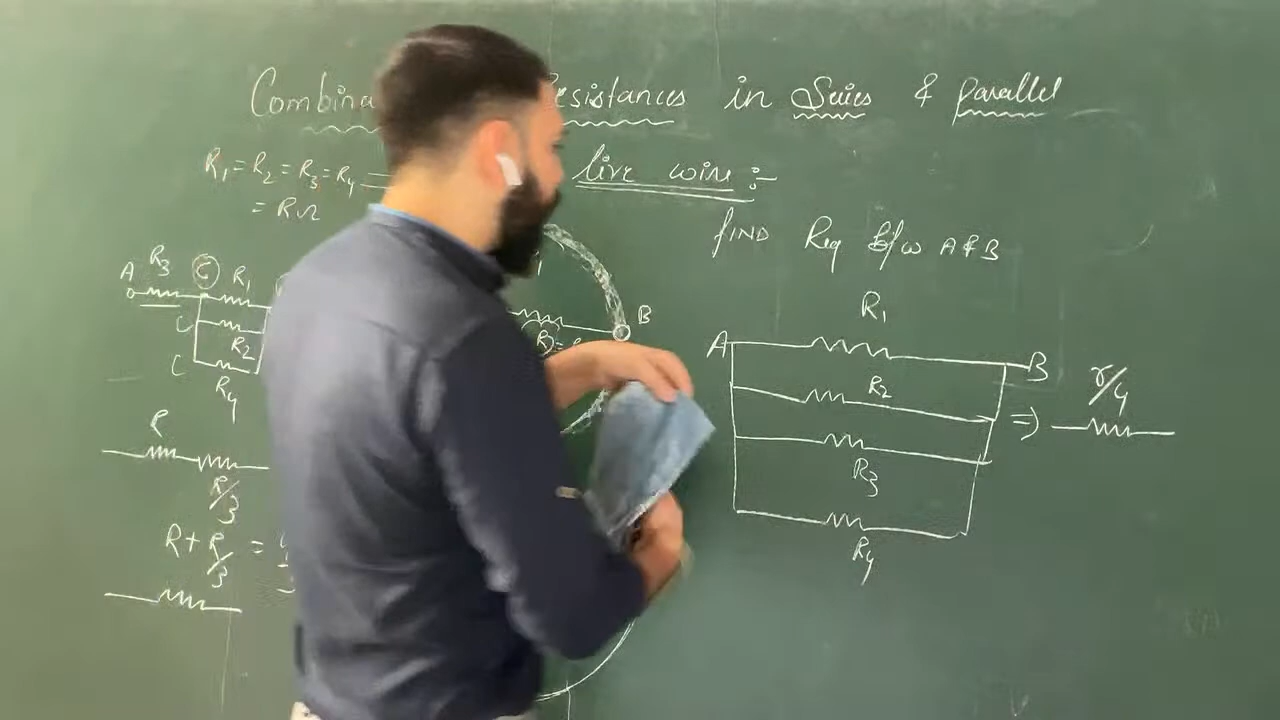 Combina esistances in Series & parallel
R₁ = R₂ = R₃ = R₄ =
= RΩ
live wire :-
FIND Req B/w A & B
A R₃ C R₁
C R₂
C R₄
B
R
R/3
R + R/3 =
A R₁ B
R₂
R₃
R₄
=> r/4